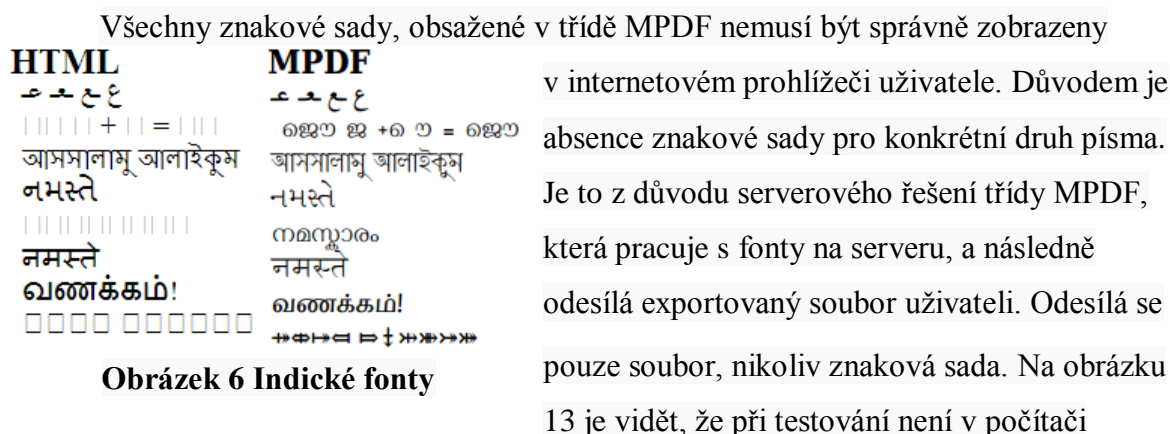 Všechny znakové sady, obsažené v třídě MPDF nemusí být správně zobrazeny
HTML MPDF
ﻋ ﻌ ﻊ ﻉ ﻋ ﻌ ﻊ ﻉ
+ = ഔ ജ +െ ൗ =
আসসালামু আলাইকুম আসসালামু আলাইকুম
નમસ્તે નમસ્તે
നമസ്കാരം
नमस्ते नमस्ते
வணக்கம்! வணக்கம்!
Obrázek 6 Indické fonty
v internetovém prohlížeči uživatele. Důvodem je
absence znakové sady pro konkrétní druh písma.
Je to z důvodu serverového řešení třídy MPDF,
která pracuje s fonty na serveru, a následně
odesílá exportovaný soubor uživateli. Odesílá se
pouze soubor, nikoliv znaková sada. Na obrázku
13 je vidět, že při testování není v počítači